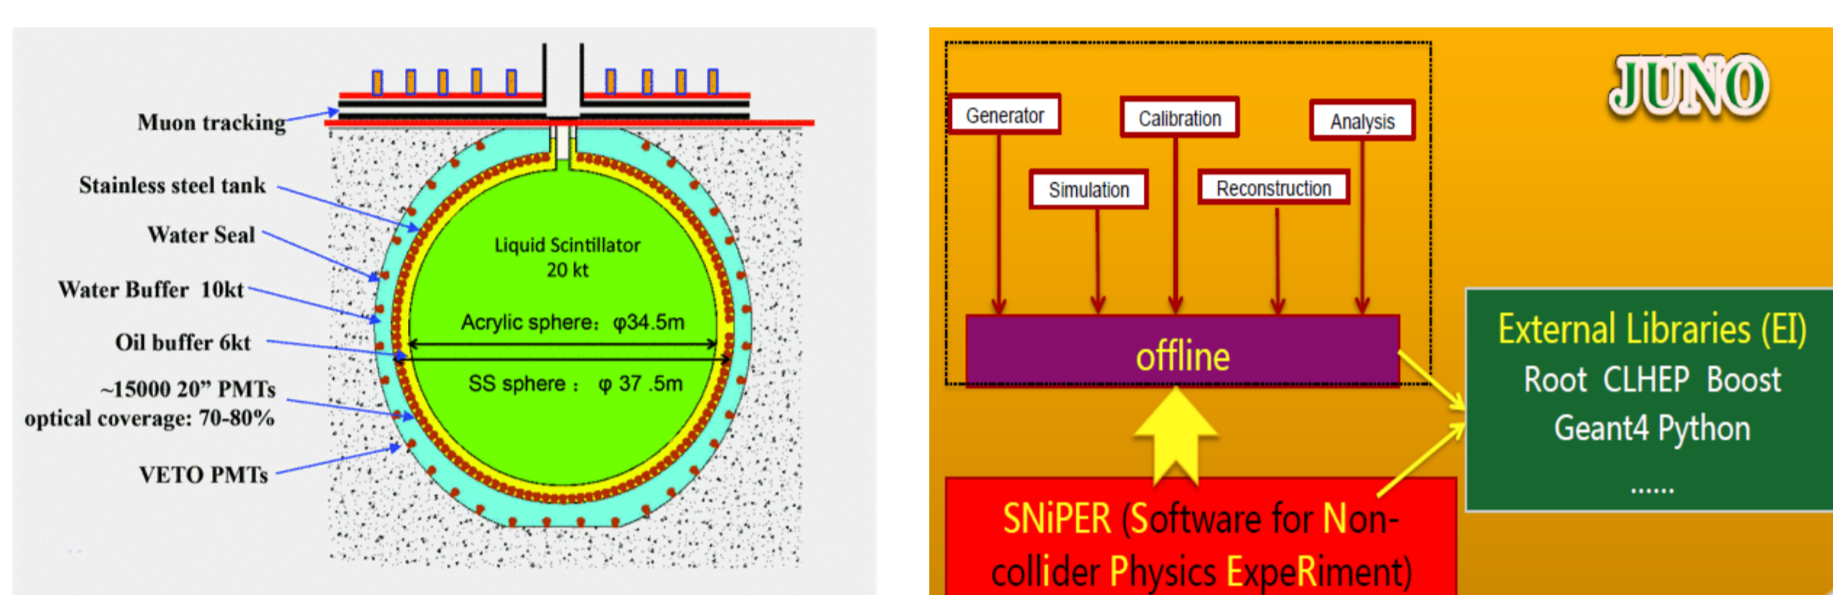 Muon tracking
Stainless steel tank
Water Seal
Water Buffer 10kt
Oil buffer 6kt
~15000 20” PMTs
optical coverage: 70-80%
VETO PMTs
Liquid Scintillator
20 kt
Acrylic sphere： φ34.5m
SS sphere： φ 37 .5m
JUNO
Generator
Calibration
Analysis
Simulation
Reconstruction
offline
External Libraries (EI)
Root CLHEP Boost
Geant4 Python
......
SNiPER (Software for Non-
collider Physics ExpeRiment)